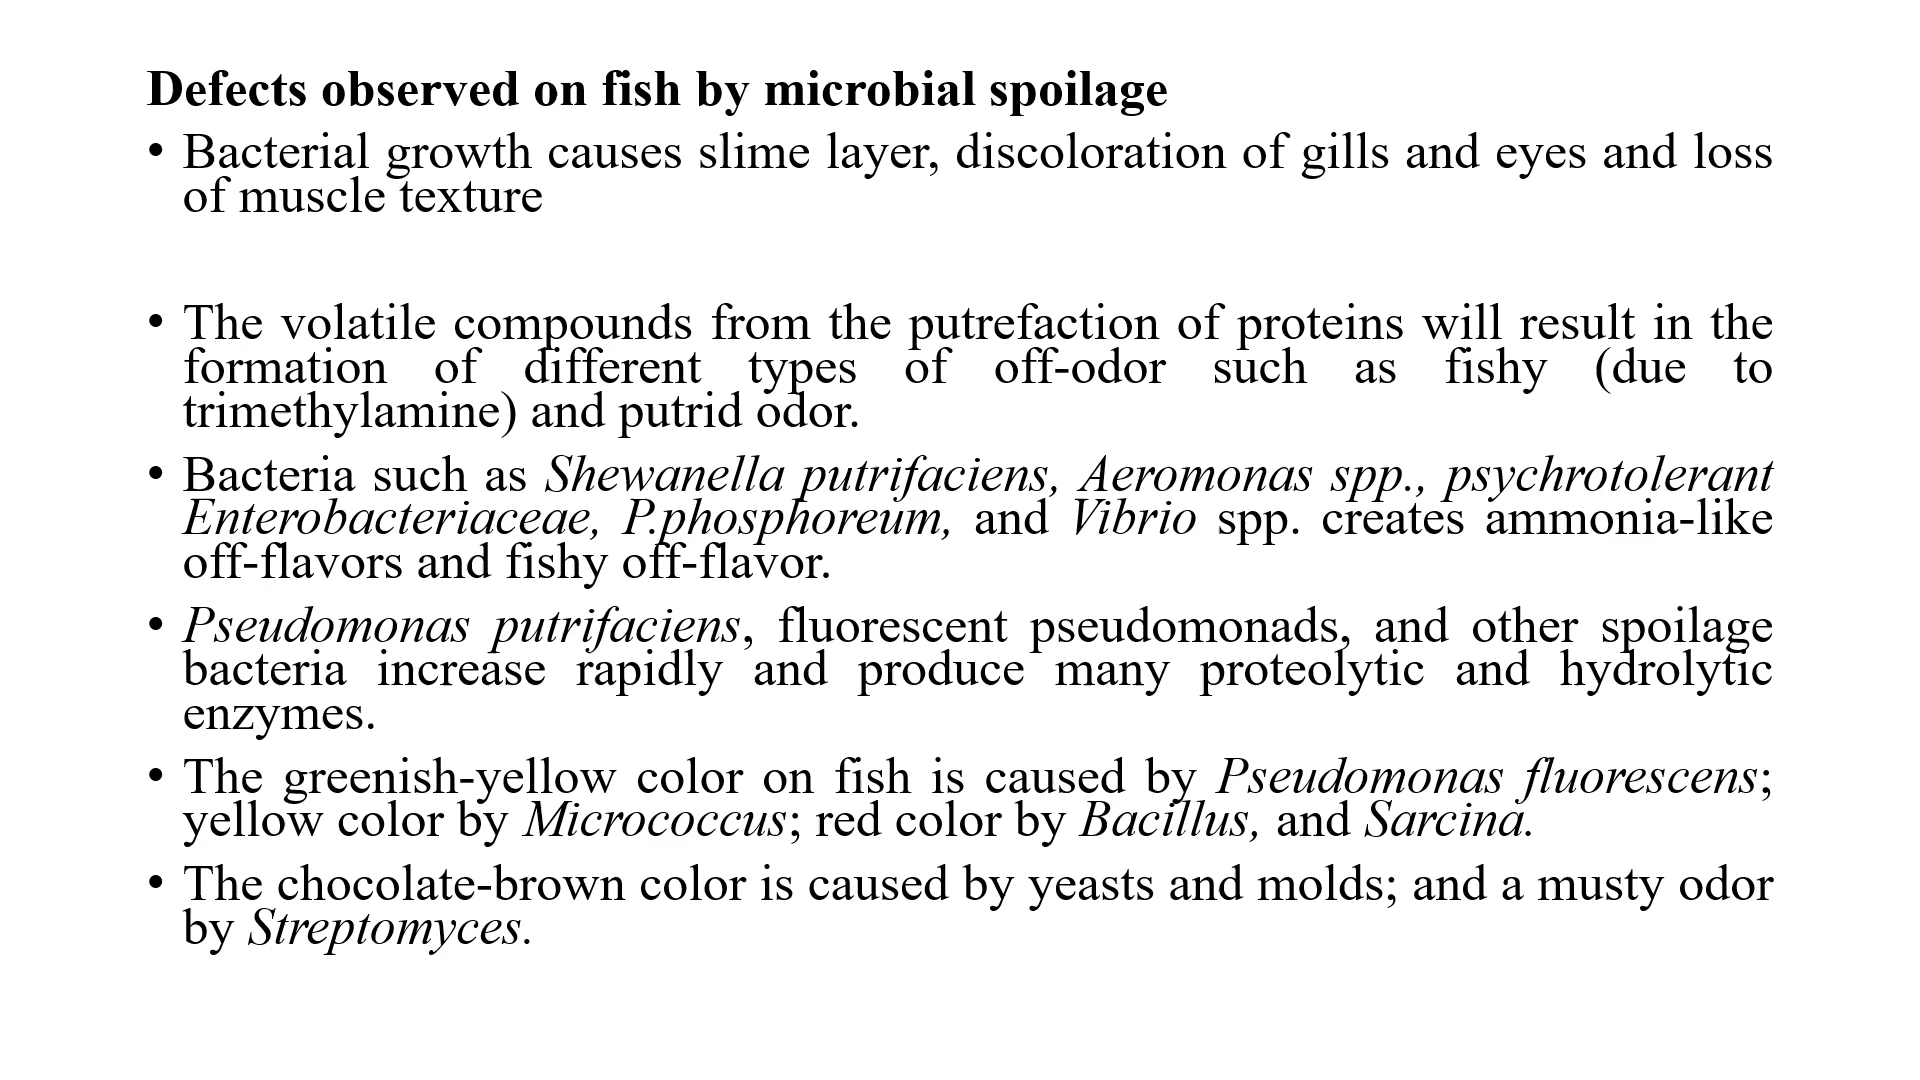 Defects observed on fish by microbial spoilage
• Bacterial growth causes slime layer, discoloration of gills and eyes and loss
of muscle texture
• The volatile compounds from the putrefaction of proteins will result in the
formation of different types of off-odor such as fishy (due to
trimethylamine) and putrid odor.
• Bacteria such as Shewanella putrifaciens, Aeromonas spp., psychrotolerant
Enterobacteriaceae, P.phosphoreum, and Vibrio spp. creates ammonia-like
off-flavors and fishy off-flavor.
• Pseudomonas putrifaciens, fluorescent pseudomonads, and other spoilage
bacteria increase rapidly and produce many proteolytic and hydrolytic
enzymes.
• The greenish-yellow color on fish is caused by Pseudomonas fluorescens;
yellow color by Micrococcus; red color by Bacillus, and Sarcina.
• The chocolate-brown color is caused by yeasts and molds; and a musty odor
by Streptomyces.